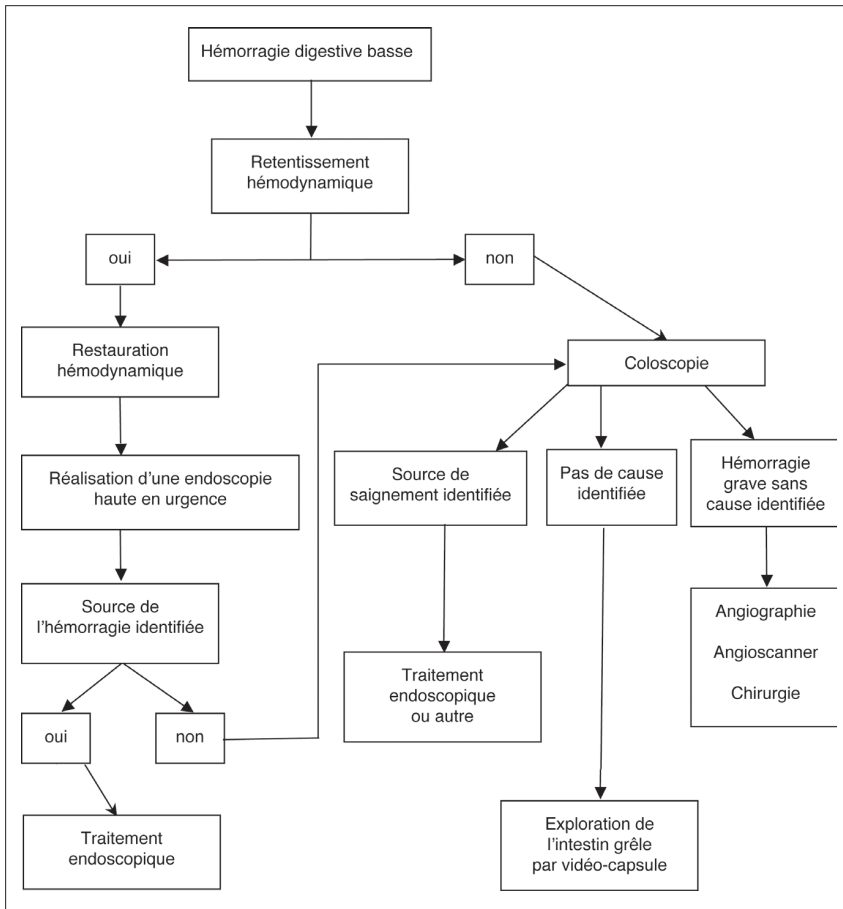 Hémorragie digestive basse
Retentissement
hémodynamique
oui
non
Restauration
hémodynamique
Coloscopie
Réalisation d'une endoscopie
haute en urgence
Source de
saignement identifiée
Pas de cause
identifiée
Hémorragie
grave sans
cause identifiée
Source de
l'hémorragie identifiée
Angiographie
Angioscanner
Chirurgie
Traitement
endoscopique
ou autre
oui
non
Traitement
endoscopique
Exploration de
l'intestin grêle
par vidéo-capsule